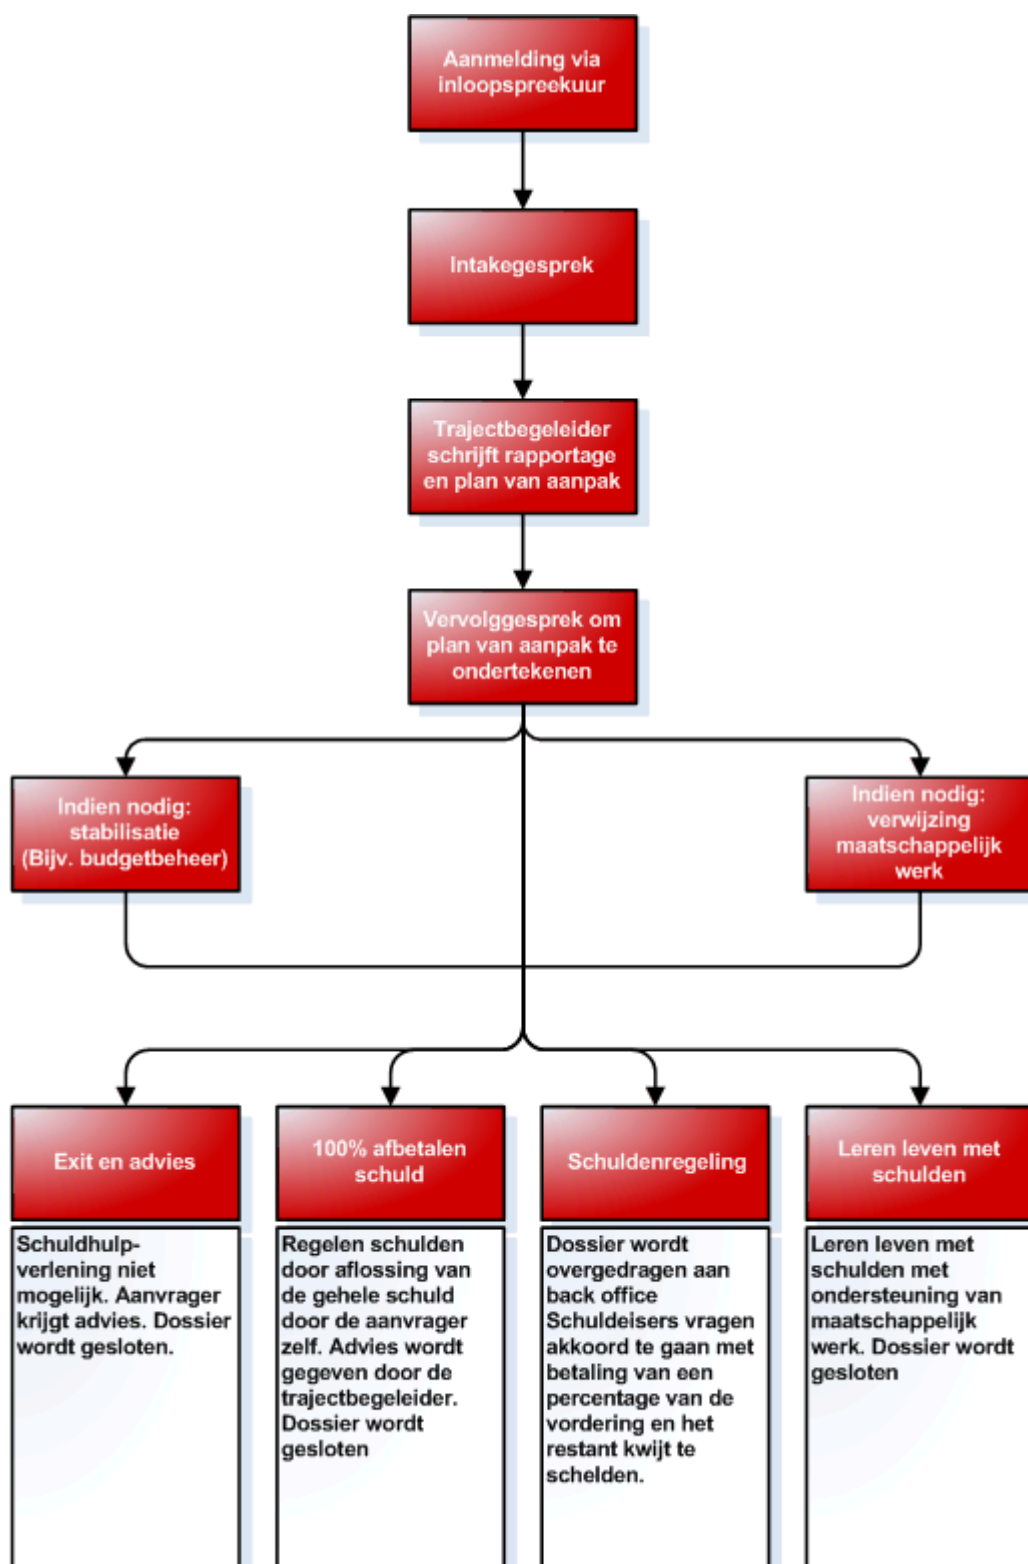 Aanmelding via
inloopspreekuur
Intakegesprek
Trajectbegeleider
schrijft rapportage
en plan van aanpak
Vervolggesprek om
plan van aanpak te
ondertekenen
Indien nodig:
stabilisatie
(Bijv. budgetbeheer)
Indien nodig:
verwijzing
maatschappelijk
werk
Exit en advies
Schuldhulp-
verlening niet
mogelijk. Aanvrager
krijgt advies. Dossier
wordt gesloten.
100% afbetalen
schuld
Regelen schulden
door aflossing van
de gehele schuld
door de aanvrager
zelf. Advies wordt
gegeven door de
trajectbegeleider.
Dossier wordt
gesloten
Schuldenregeling
Dossier wordt
overgedragen aan
back office
Schuldeisers vragen
akkoord te gaan met
betaling van een
percentage van de
vordering en het
restant kwijt te
schelden.
Leren leven met
schulden
Leren leven met
schulden met
ondersteuning van
maatschappelijk
werk. Dossier wordt
gesloten